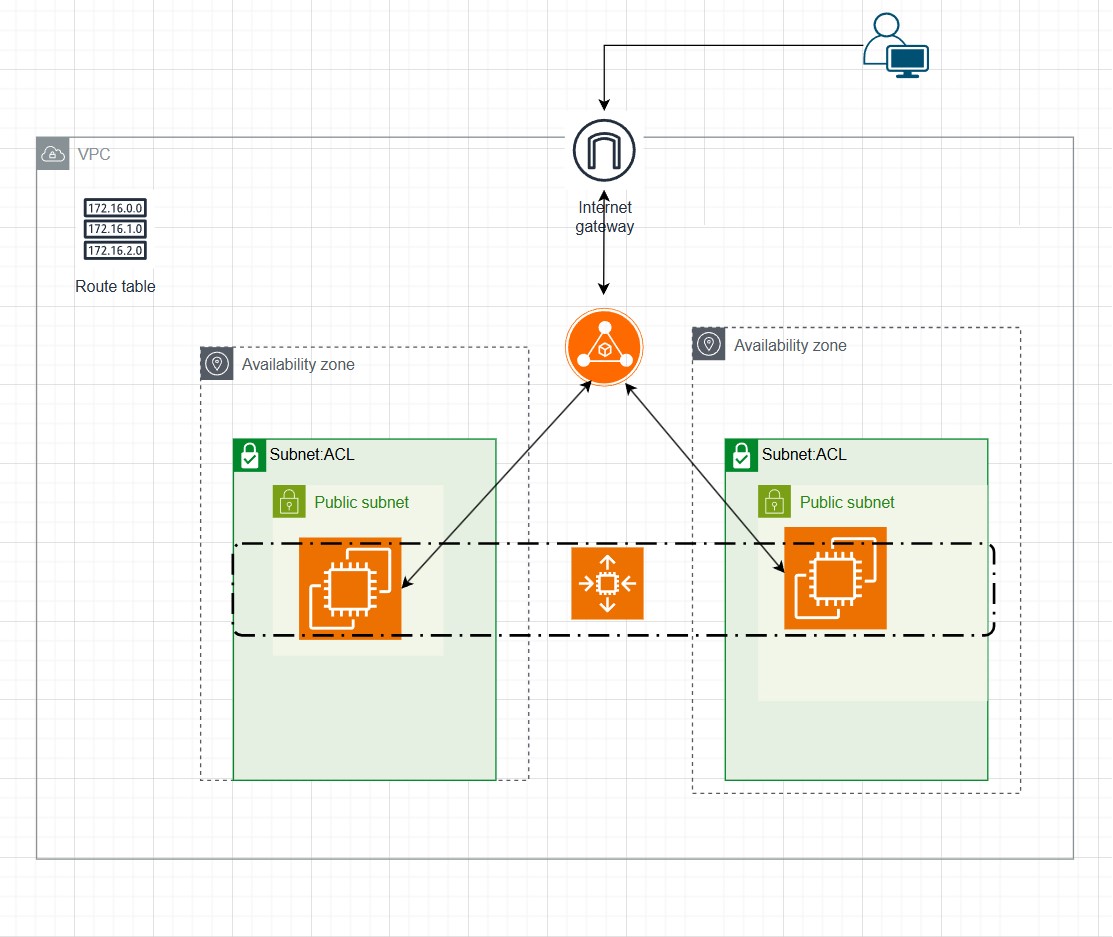 VPC
172.16.0.0
172.16.1.0
172.16.2.0
Route table
Internet
gateway
Availability zone
Availability zone
Subnet:ACL
Public subnet
Subnet:ACL
Public subnet